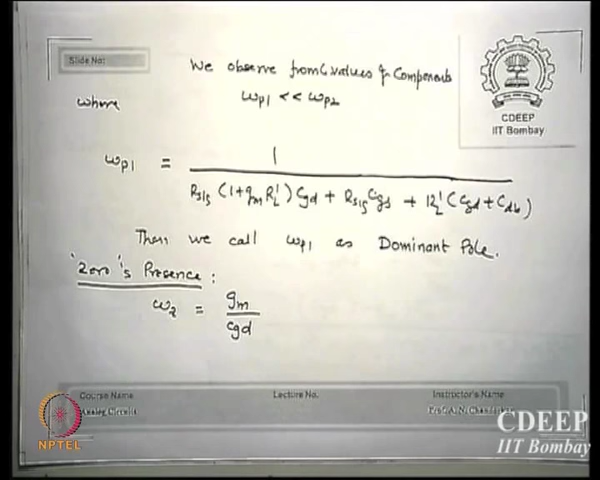 Slide No:
We observe from values of Components
where
ωp1 << ωp2
CDEEP
IIT Bombay
ωp1 = 1 / Rsig (1+gm RL') Cgd + Rsig Cgs + RL' (Cgd + Cdb)
Then we call ωp1 as Dominant Pole.
'Zero's Presence :
ωz = gm / cgd
Course Name
Lecture No.
Instructor's Name
Analog Circuits
NPTEL
CDEEP
IIT Bombay